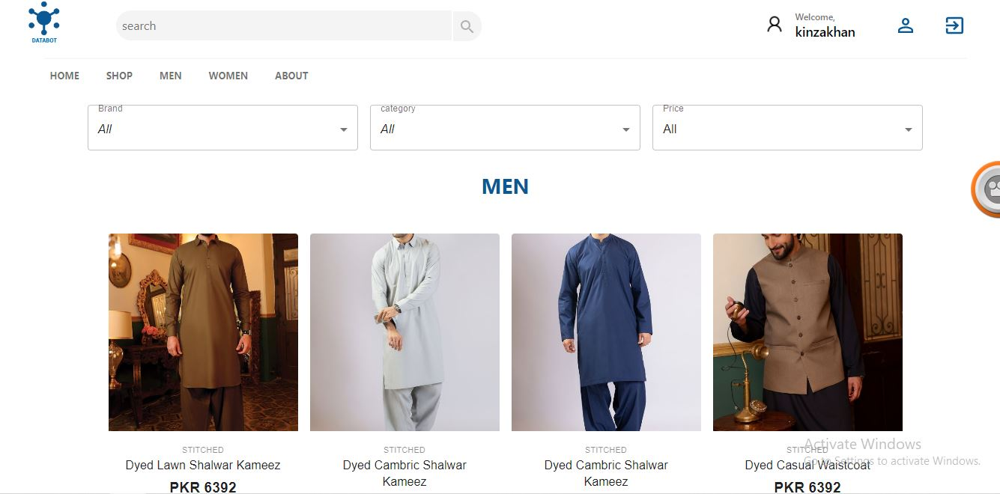 DATABOT
search
Welcome,
kinzakhan
HOME
SHOP
MEN
WOMEN
ABOUT
Brand
All
category
All
Price
All
MEN
STITCHED
Dyed Lawn Shalwar Kameez
PKR 6392
STITCHED
Dyed Cambric Shalwar
Kameez
STITCHED
Dyed Cambric Shalwar
Kameez
STITCHED
Dyed Casual Waistcoat
PKR 6392
Activate Windows
Go to Settings to activate Windows.